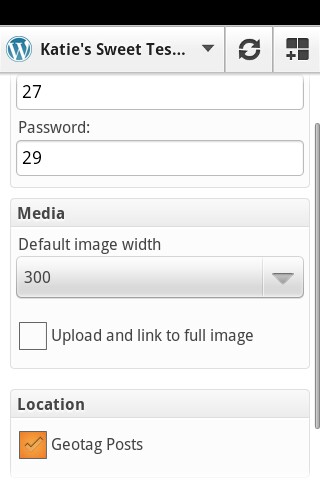 Katie's Sweet Tes...
27
Password:
29
Media
Default image width
300
Upload and link to full image
Location
Geotag Posts